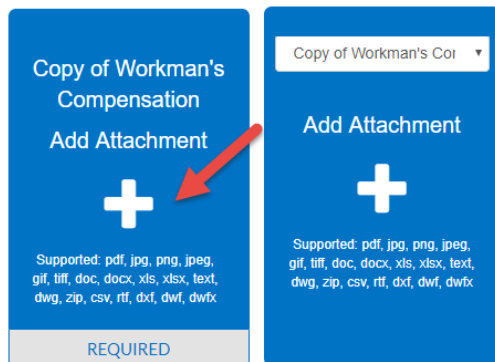 Copy of Workman's
Compensation
Add Attachment
Supported: pdf, jpg, png, jpeg,
gif, tiff, doc, docx, xls, xlsx, text,
dwg, zip, csv, rtf, dxf, dwf, dwfx
REQUIRED
Copy of Workman's Cor
Add Attachment
Supported: pdf, jpg, png, jpeg,
gif, tiff, doc, docx, xls, xlsx, text,
dwg, zip, csv, rtf, dxf, dwf, dwfx